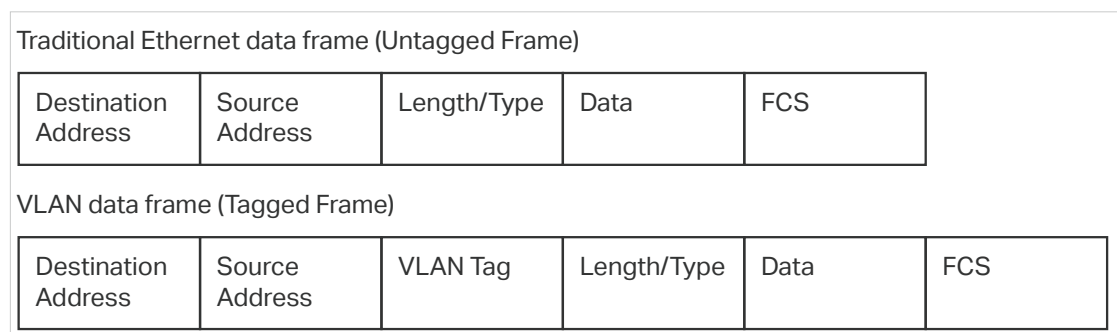 Traditional Ethernet data frame (Untagged Frame)
Destination Address
Source Address
Length/Type
Data
FCS
VLAN data frame (Tagged Frame)
Destination Address
Source Address
VLAN Tag
Length/Type
Data
FCS